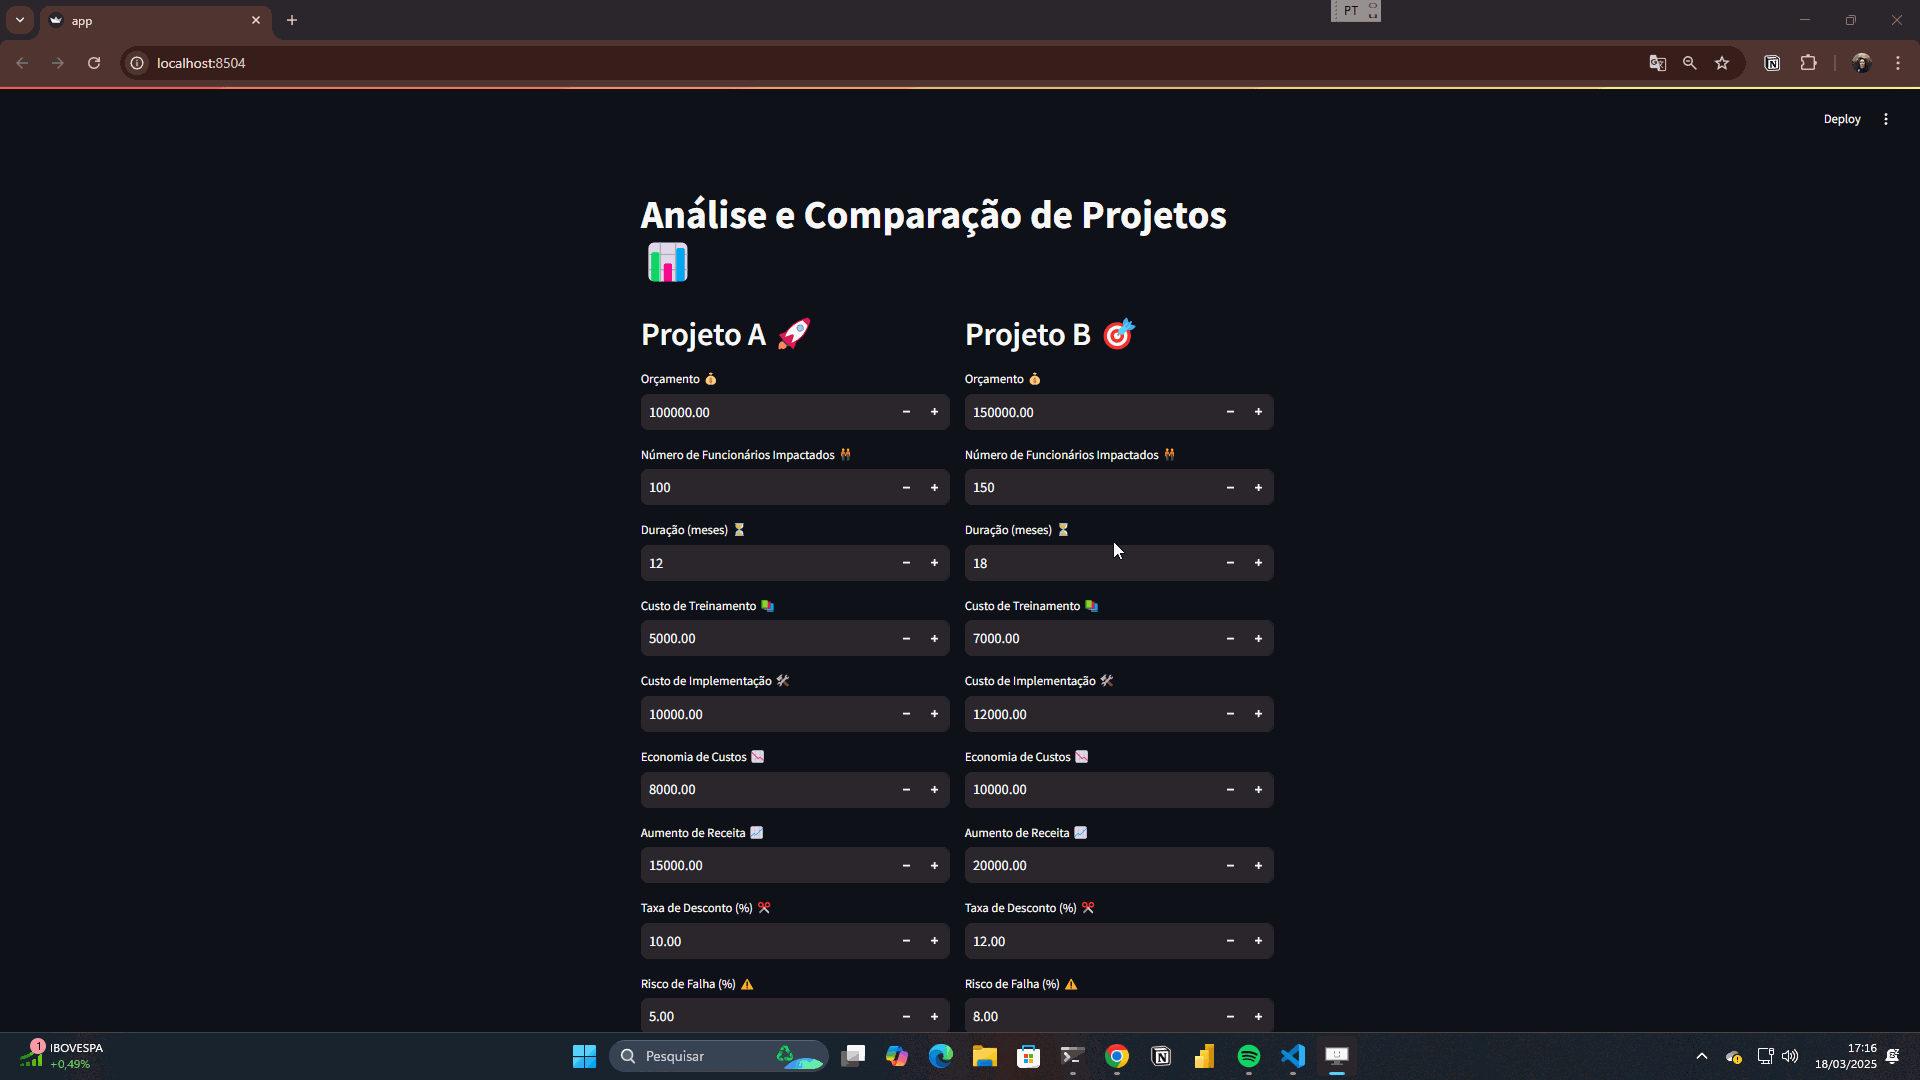 app
PT
localhost:8504
Deploy
Análise e Comparação de Projetos
Projeto A
Projeto B
Orçamento
Orçamento
100000.00
150000.00
Número de Funcionários Impactados
Número de Funcionários Impactados
100
150
Duração (meses)
Duração (meses)
12
18
Custo de Treinamento
Custo de Treinamento
5000.00
7000.00
Custo de Implementação
Custo de Implementação
10000.00
12000.00
Economia de Custos
Economia de Custos
8000.00
10000.00
Aumento de Receita
Aumento de Receita
15000.00
20000.00
Taxa de Desconto (%)
Taxa de Desconto (%)
10.00
12.00
Risco de Falha (%)
Risco de Falha (%)
5.00
8.00
1
IBOVESPA
+0,49%
Pesquisar
17:16
18/03/2025